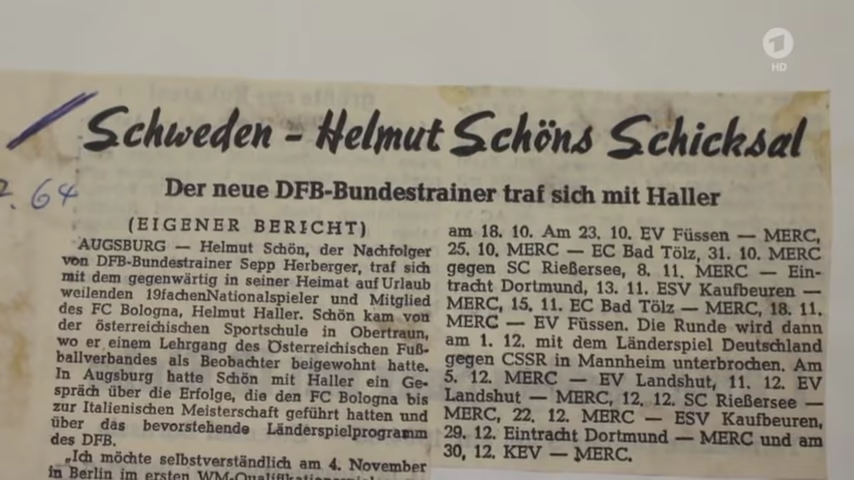 1
HD
Schweden - Helmut Schöns Schicksal
Der neue DFB-Bundestrainer traf sich mit Haller
. 64
(EIGENER BERICHT)
AUGSBURG — Helmut Schön, der Nachfolger
von DFB-Bundestrainer Sepp Herberger, traf sich
mit dem gegenwärtig in seiner Heimat auf Urlaub
weilenden 19fachenNationalspieler und Mitglied
des FC Bologna, Helmut Haller. Schön kam von
der österreichischen Sportschule in Obertraun,
wo er einem Lehrgang des Österreichischen Fuß-
ballverbandes als Beobachter beigewohnt hatte.
In Augsburg hatte Schön mit Haller ein Ge-
spräch über die Erfolge, die den FC Bologna bis
zur Italienischen Meisterschaft geführt hatten und
über das bevorstehende Länderspielprogramm
des DFB.
„Ich möchte selbstverständlich am 4. November
in Berlin im ersten
am 18. 10. Am 23. 10. EV Füssen — MERC,
25. 10. MERC — EC Bad Tölz, 31. 10. MERC
gegen SC Rießersee, 8. 11. MERC — Ein-
tracht Dortmund, 13. 11. ESV Kaufbeuren —
MERC, 15. 11. EC Bad Tölz — MERC, 18. 11.
MERC — EV Füssen. Die Runde wird dann
am 1. 12. mit dem Länderspiel Deutschland
gegen CSSR in Mannheim unterbrochen. Am
5. 12. MERC — EV Landshut, 11. 12. EV
Landshut — MERC, 12. 12. SC Rießersee —
MERC, 22. 12. MERC — ESV Kaufbeuren,
29. 12. Eintracht Dortmund — MERC und am
30, 12. KEV — MERC.